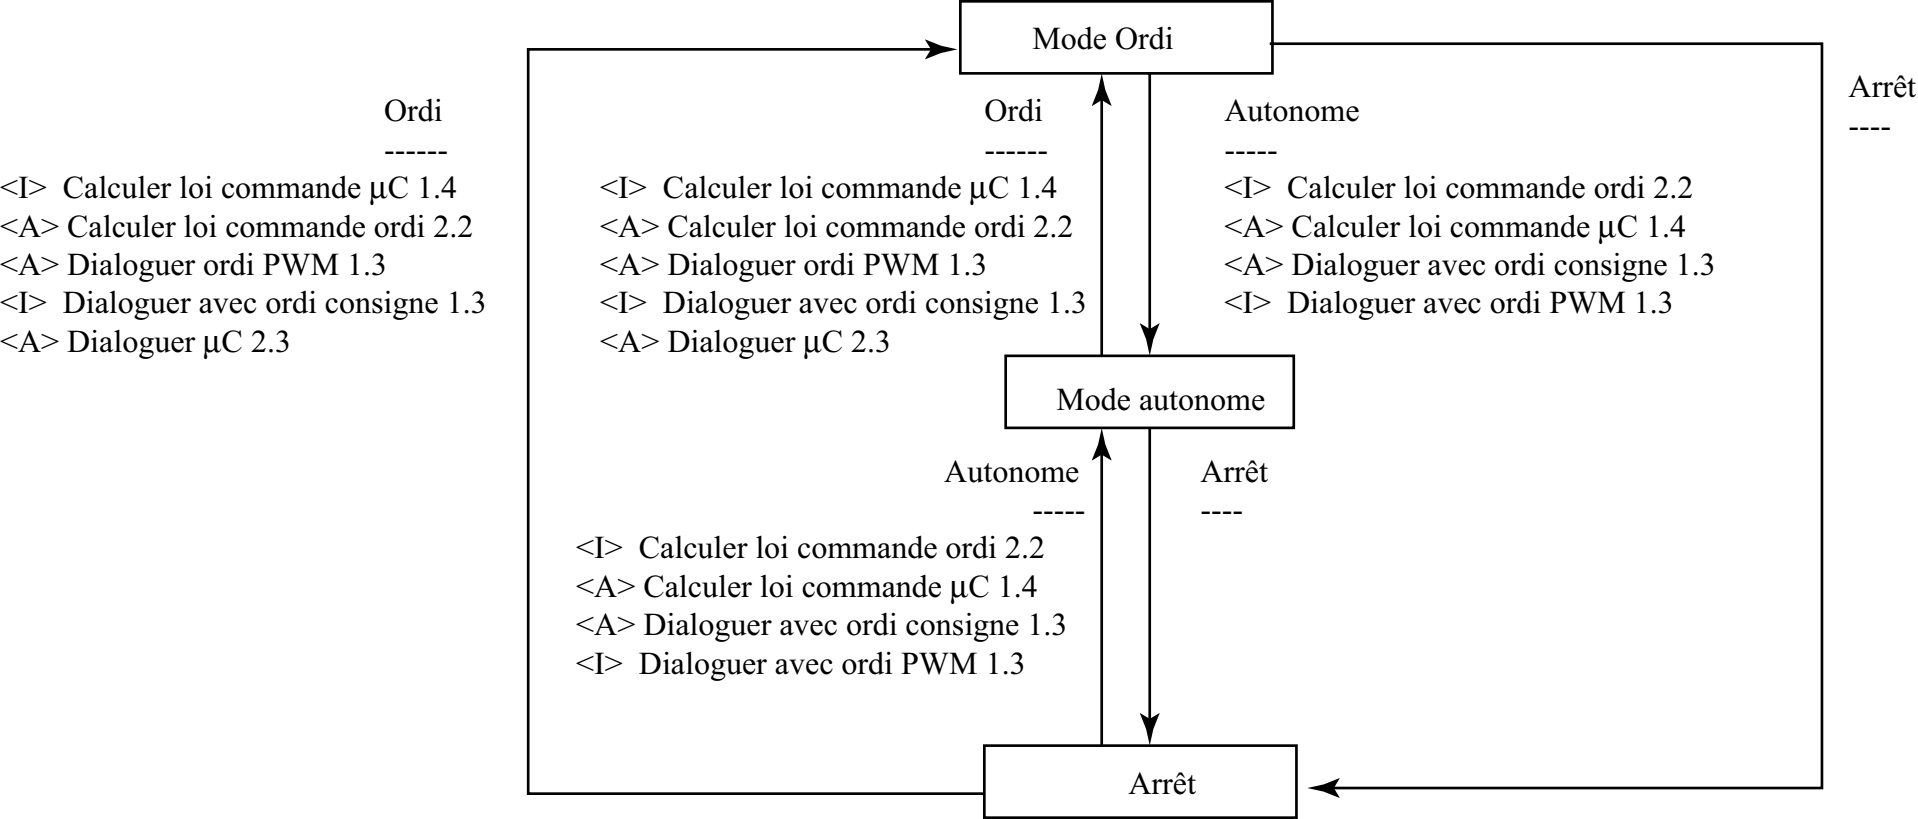 Mode Ordi
Arrêt
----
Ordi
------
<I> Calculer loi commande µC 1.4
<A> Calculer loi commande ordi 2.2
<A> Dialoguer ordi PWM 1.3
<I> Dialoguer avec ordi consigne 1.3
<A> Dialoguer µC 2.3
Ordi
------
<I> Calculer loi commande µC 1.4
<A> Calculer loi commande ordi 2.2
<A> Dialoguer ordi PWM 1.3
<I> Dialoguer avec ordi consigne 1.3
<A> Dialoguer µC 2.3
Autonome
-----
<I> Calculer loi commande ordi 2.2
<A> Calculer loi commande µC 1.4
<A> Dialoguer avec ordi consigne 1.3
<I> Dialoguer avec ordi PWM 1.3
Mode autonome
Autonome
-----
<I> Calculer loi commande ordi 2.2
<A> Calculer loi commande µC 1.4
<A> Dialoguer avec ordi consigne 1.3
<I> Dialoguer avec ordi PWM 1.3
Arrêt
----
Arrêt